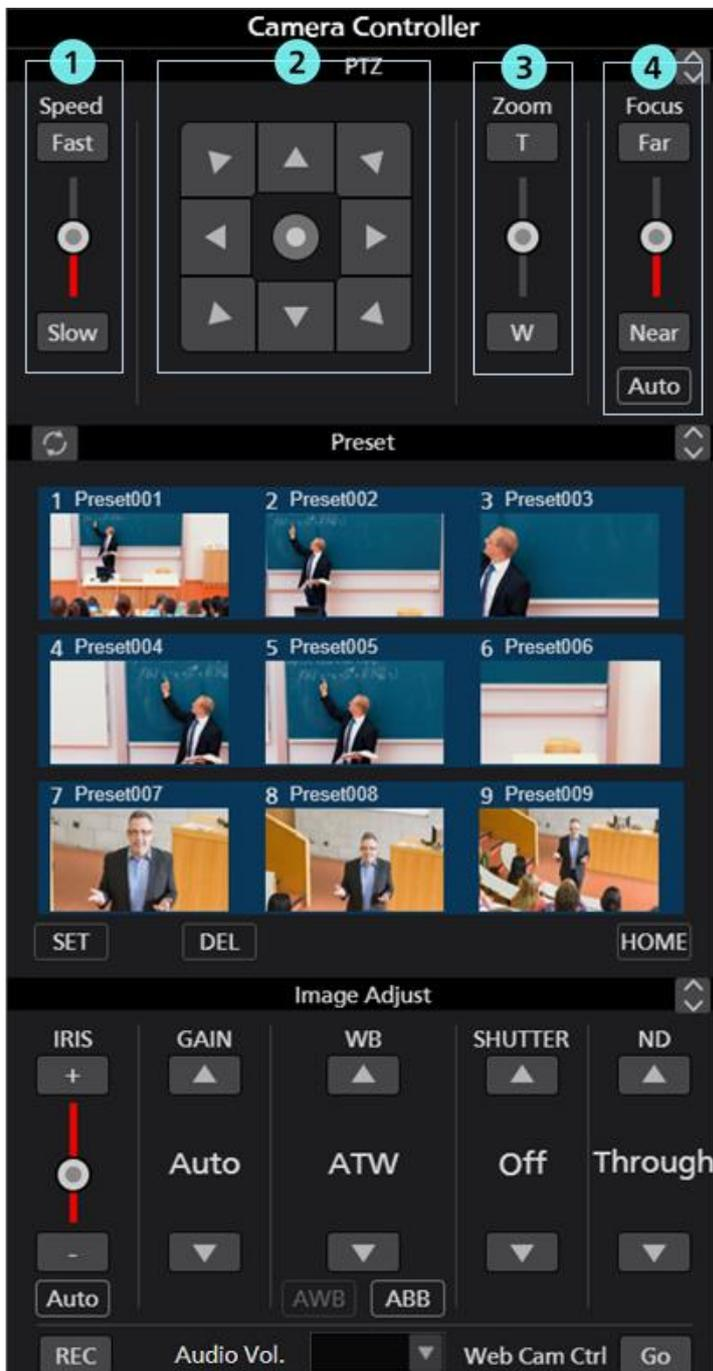 Camera Controller
1 2 PTZ 3 4
Speed Zoom Focus
Fast T Far
Slow W Near
Auto
Preset
1 Preset001 2 Preset002 3 Preset003
4 Preset004 5 Preset005 6 Preset006
7 Preset007 8 Preset008 9 Preset009
SET DEL HOME
Image Adjust
IRIS GAIN WB SHUTTER ND
+
Auto ATW Off Through
-
Auto AWB ABB
REC Audio Vol. Web Cam Ctrl Go